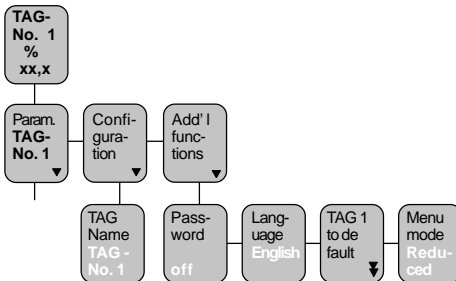 TAG-
No. 1
%
xx,x
Param.
TAG-
No. 1
Confi-
gura-
tion
Add' l
func-
tions
TAG
Name
TAG -
No. 1
Pass-
word
off
Lang-
uage
English
TAG 1
to de
fault
Menu
mode
Redu-
ced